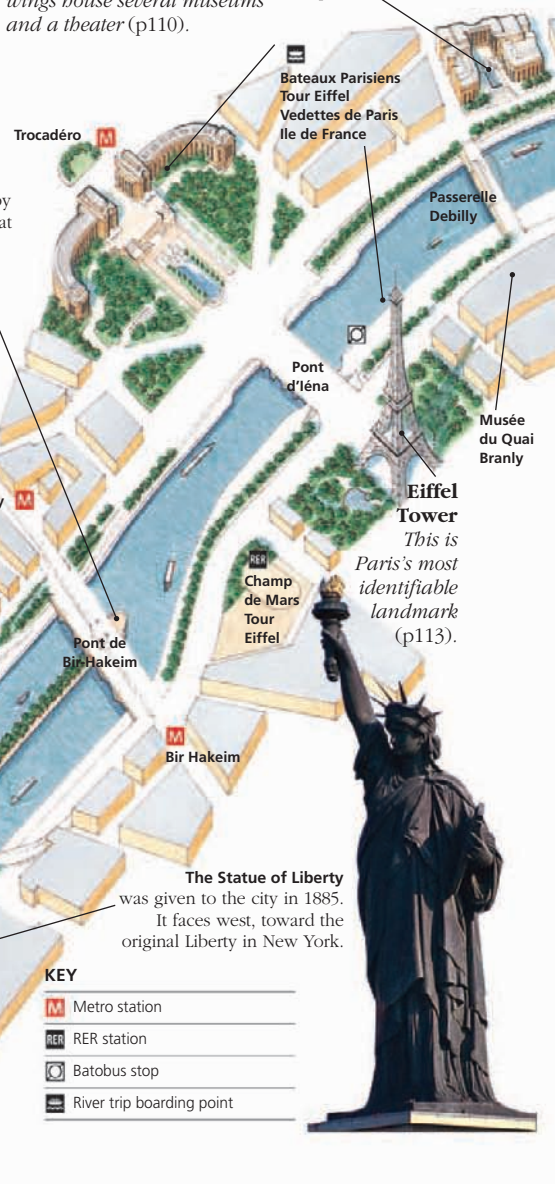 wings house several museums
and a theater (p110).
Bateaux Parisiens
Tour Eiffel
Vedettes de Paris
Ile de France
Trocadéro M
Passerelle
Debilly
at
Pont
d'Iéna
Musée
du Quai
Branly
M
Eiffel
Tower
This is
Paris's most
identifiable
landmark
(p113).
RER
Champ
de Mars
Tour
Eiffel
Pont de
Bir-Hakeim
M
Bir Hakeim
The Statue of Liberty
was given to the city in 1885.
It faces west, toward the
original Liberty in New York.
KEY
M Metro station
RER RER station
Batobus stop
River trip boarding point